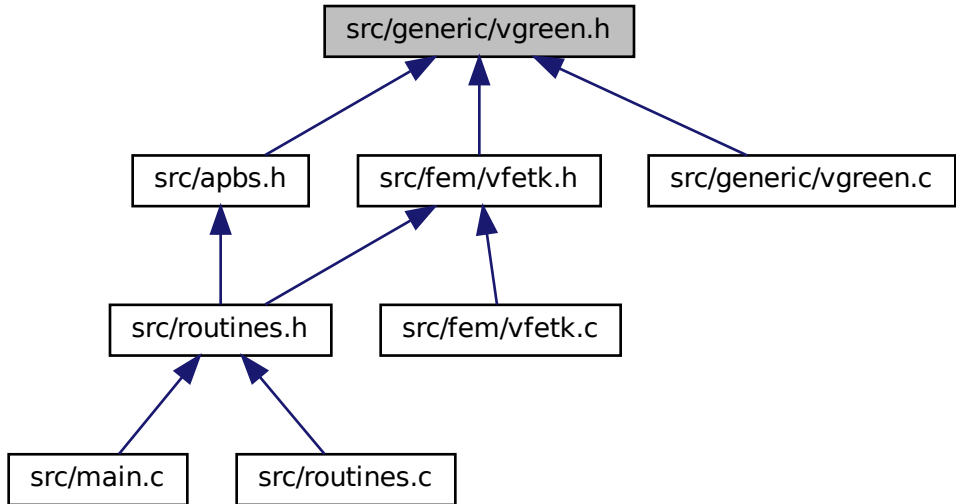 src/generic/vgreen.h
src/apbs.h
src/fem/vfetk.h
src/generic/vgreen.c
src/routines.h
src/fem/vfetk.c
src/main.c
src/routines.c